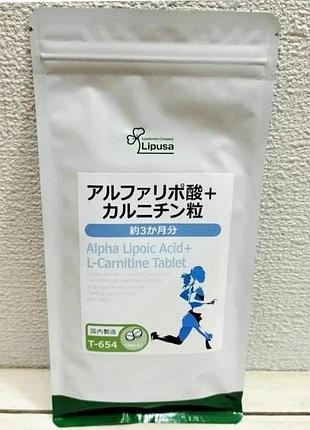 Supplement Company
Lipusa
アルファリポ酸+
カルニチン粒
約3か月分
Alpha Lipoic Acid+
L-Carnitine Tablet
国内製造
T-654